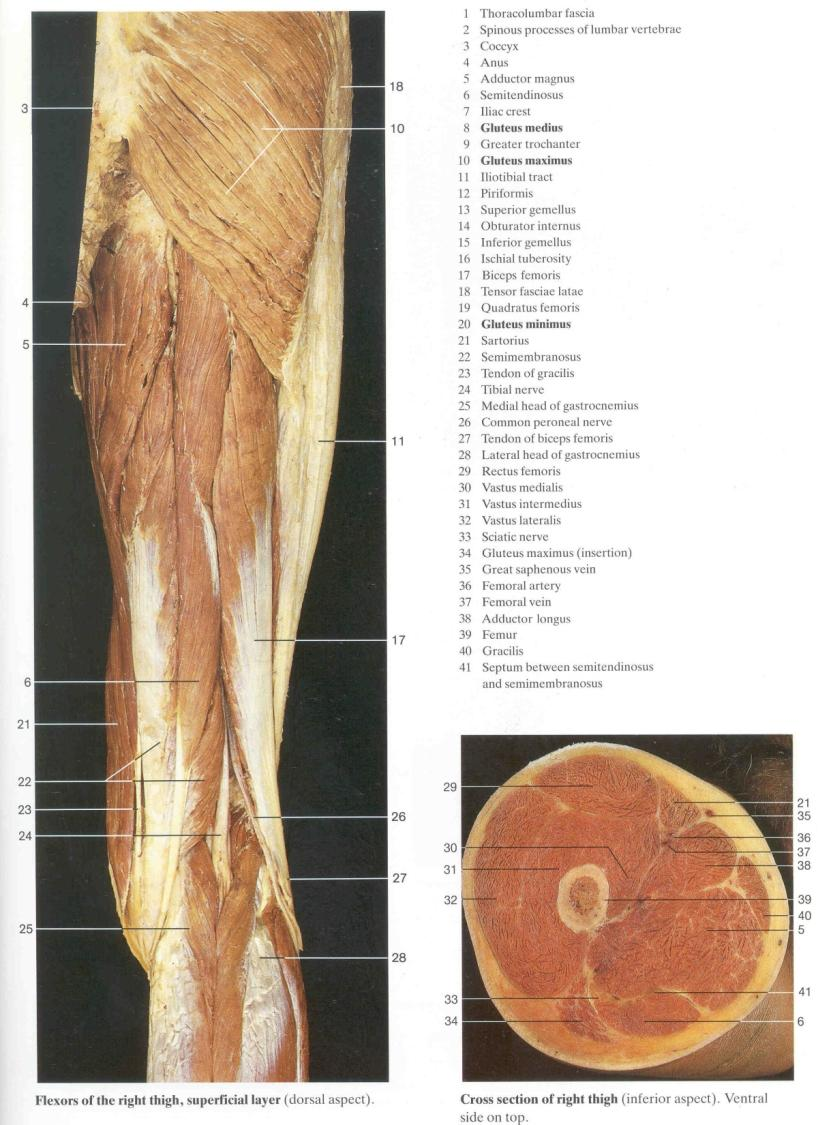 1 Thoracolumbar fascia
2 Spinous processes of lumbar vertebrae
3 Coccyx
4 Anus
5 Adductor magnus
6 Semitendinosus
7 Iliac crest
8 Gluteus medius
9 Greater trochanter
10 Gluteus maximus
11 Iliotibial tract
12 Piriformis
13 Superior gemellus
14 Obturator internus
15 Inferior gemellus
16 Ischial tuberosity
17 Biceps femoris
18 Tensor fasciae latae
19 Quadratus femoris
20 Gluteus minimus
21 Sartorius
22 Semimembranosus
23 Tendon of gracilis
24 Tibial nerve
25 Medial head of gastrocnemius
26 Common peroneal nerve
27 Tendon of biceps femoris
28 Lateral head of gastrocnemius
29 Rectus femoris
30 Vastus medialis
31 Vastus intermedius
32 Vastus lateralis
33 Sciatic nerve
34 Gluteus maximus (insertion)
35 Great saphenous vein
36 Femoral artery
37 Femoral vein
38 Adductor longus
39 Femur
40 Gracilis
41 Septum between semitendinosus
and semimembranosus
3
4
5
6
21
22
23
24
25
18
10
11
17
26
27
28
29
30
31
32
33
34
21
35
36
37
38
39
40
5
41
6
Flexors of the right thigh, superficial layer (dorsal aspect).
Cross section of right thigh (inferior aspect). Ventral
side on top.